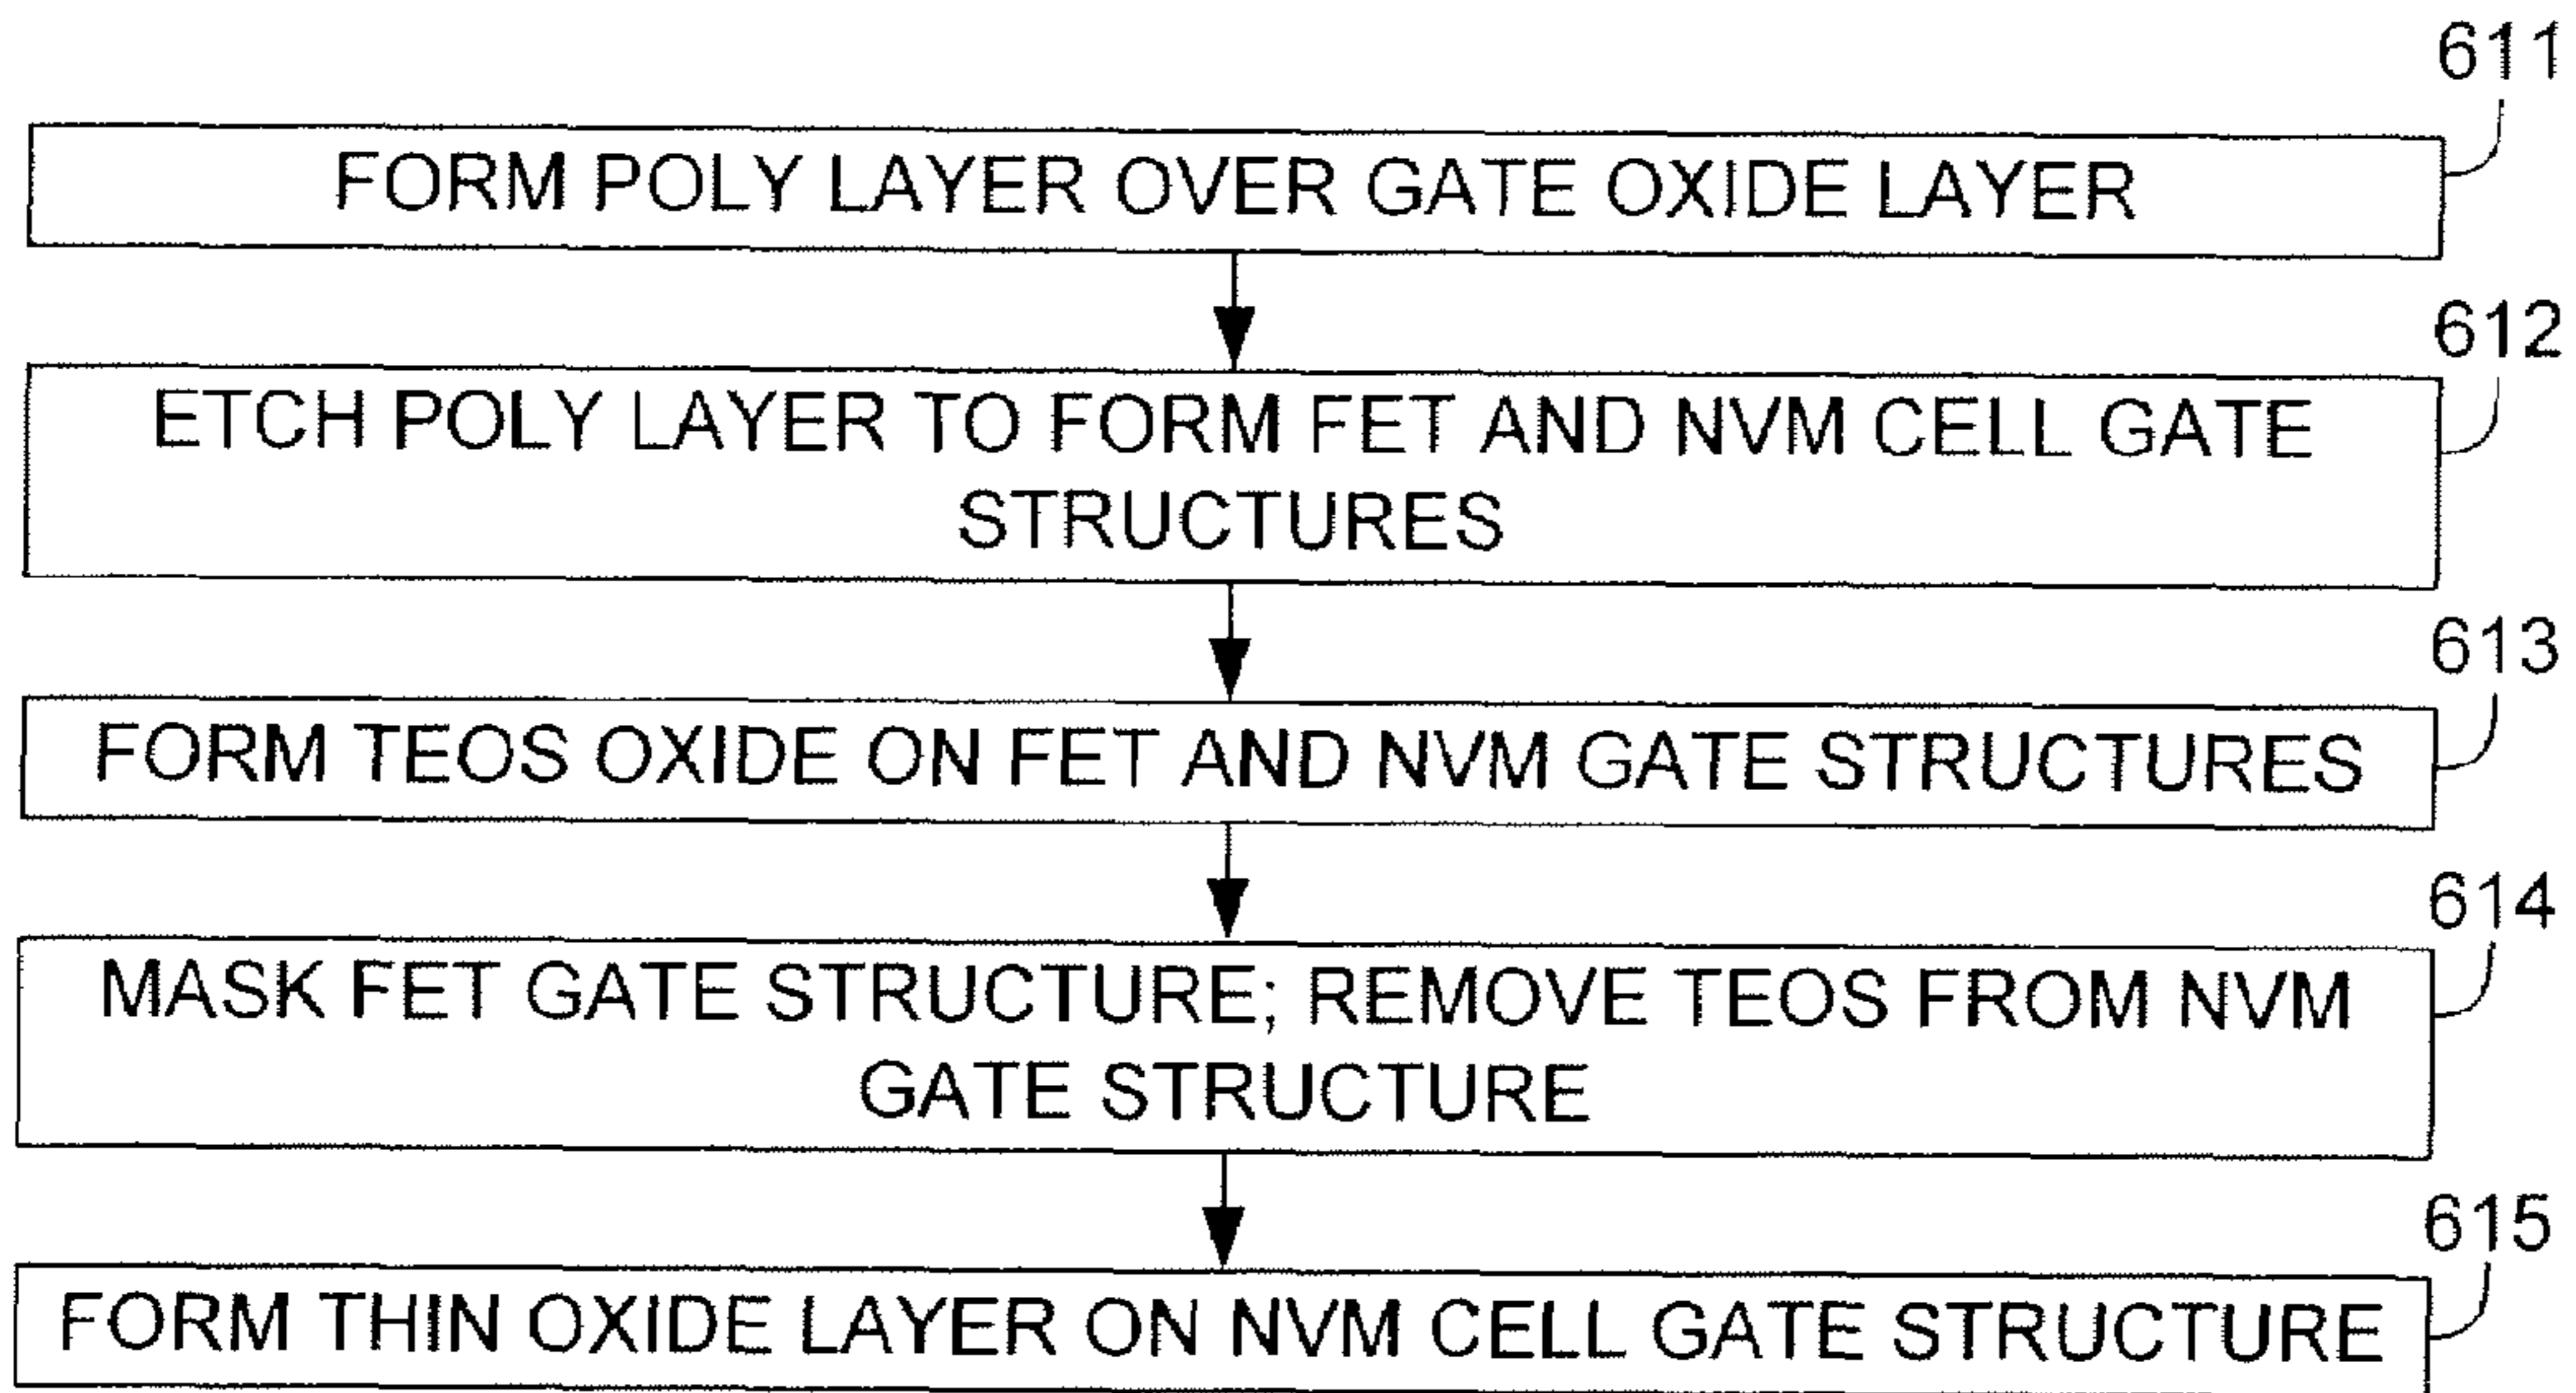 611
FORM POLY LAYER OVER GATE OXIDE LAYER
612
ETCH POLY LAYER TO FORM FET AND NVM CELL GATE
STRUCTURES
613
FORM TEOS OXIDE ON FET AND NVM GATE STRUCTURES
614
MASK FET GATE STRUCTURE; REMOVE TEOS FROM NVM
GATE STRUCTURE
615
FORM THIN OXIDE LAYER ON NVM CELL GATE STRUCTURE